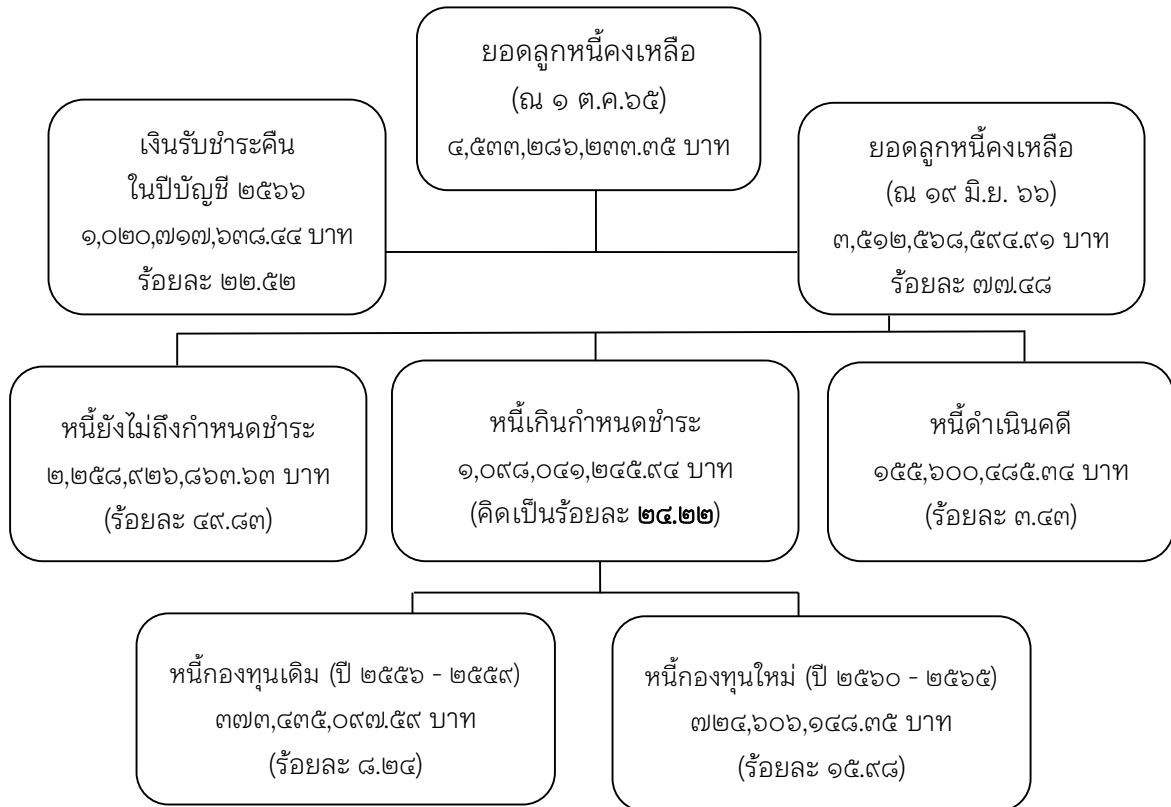 ยอดลูกหนี้คงเหลือ
(ณ ๑ ต.ค.๖๕)
๔,๕๓๓,๒๘๖,๒๓๓.๓๕ บาท
เงินรับชำระคืน
ในปีบัญชี ๒๕๖๖
๑,๐๒๐,๗๑๗,๖๓๘.๔๔ บาท
ร้อยละ ๒๒.๕๒
ยอดลูกหนี้คงเหลือ
(ณ ๑๙ มิ.ย. ๖๖)
๓,๕๑๒,๕๖๘,๕๙๔.๙๑ บาท
ร้อยละ ๗๗.๔๘
หนี้ยังไม่ถึงกำหนดชำระ
๒,๒๕๘,๙๒๖,๘๖๓.๖๓ บาท
(ร้อยละ ๔๙.๘๓)
หนี้เกินกำหนดชำระ
๑,๐๙๘,๐๔๑,๒๔๕.๙๔ บาท
(คิดเป็นร้อยละ ๒๔.๒๒)
หนี้ดำเนินคดี
๑๕๕,๖๐๐,๔๘๕.๓๔ บาท
(ร้อยละ ๓.๔๓)
หนี้กองทุนเดิม (ปี ๒๕๕๖ - ๒๕๕๙)
๓๗๓,๔๓๕,๐๙๗.๕๙ บาท
(ร้อยละ ๘.๒๔)
หนี้กองทุนใหม่ (ปี ๒๕๖๐ - ๒๕๖๕)
๗๒๔,๖๐๖,๑๔๘.๓๕ บาท
(ร้อยละ ๑๕.๙๘)